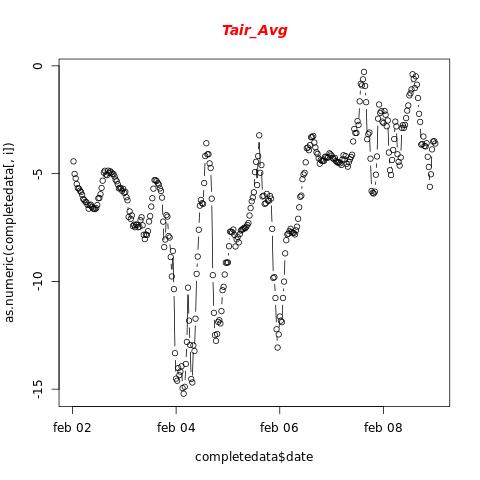 Tair_Avg
as.numeric(completedata[, i])
0
-5
-10
-15
feb 02 feb 04 feb 06 feb 08
completedata$date